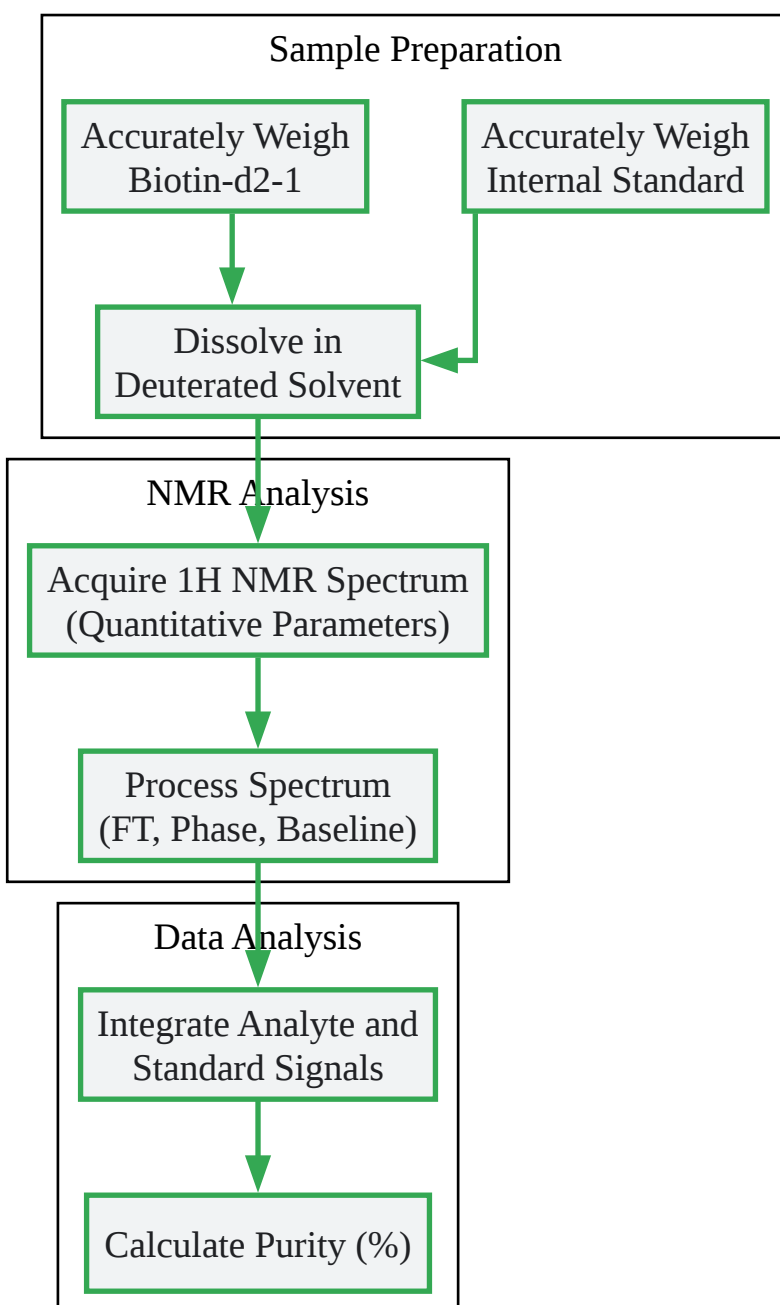 Sample Preparation
Accurately Weigh
Biotin-d2-1
Accurately Weigh
Internal Standard
Dissolve in
Deuterated Solvent
NMR Analysis
Acquire 1H NMR Spectrum
(Quantitative Parameters)
Process Spectrum
(FT, Phase, Baseline)
Data Analysis
Integrate Analyte and
Standard Signals
Calculate Purity (%)